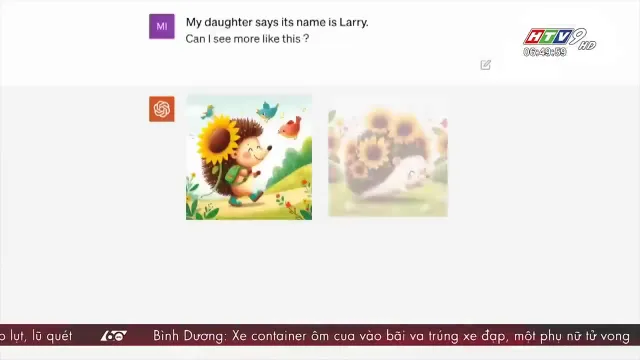 MI
My daughter says its name is Larry.
Can I see more like this ?
HTV9 HD
06:49:59
lụt, lũ quét
60
Bình Dương: Xe container ôm cua vào bãi va trúng xe đạp, một phụ nữ tử vong